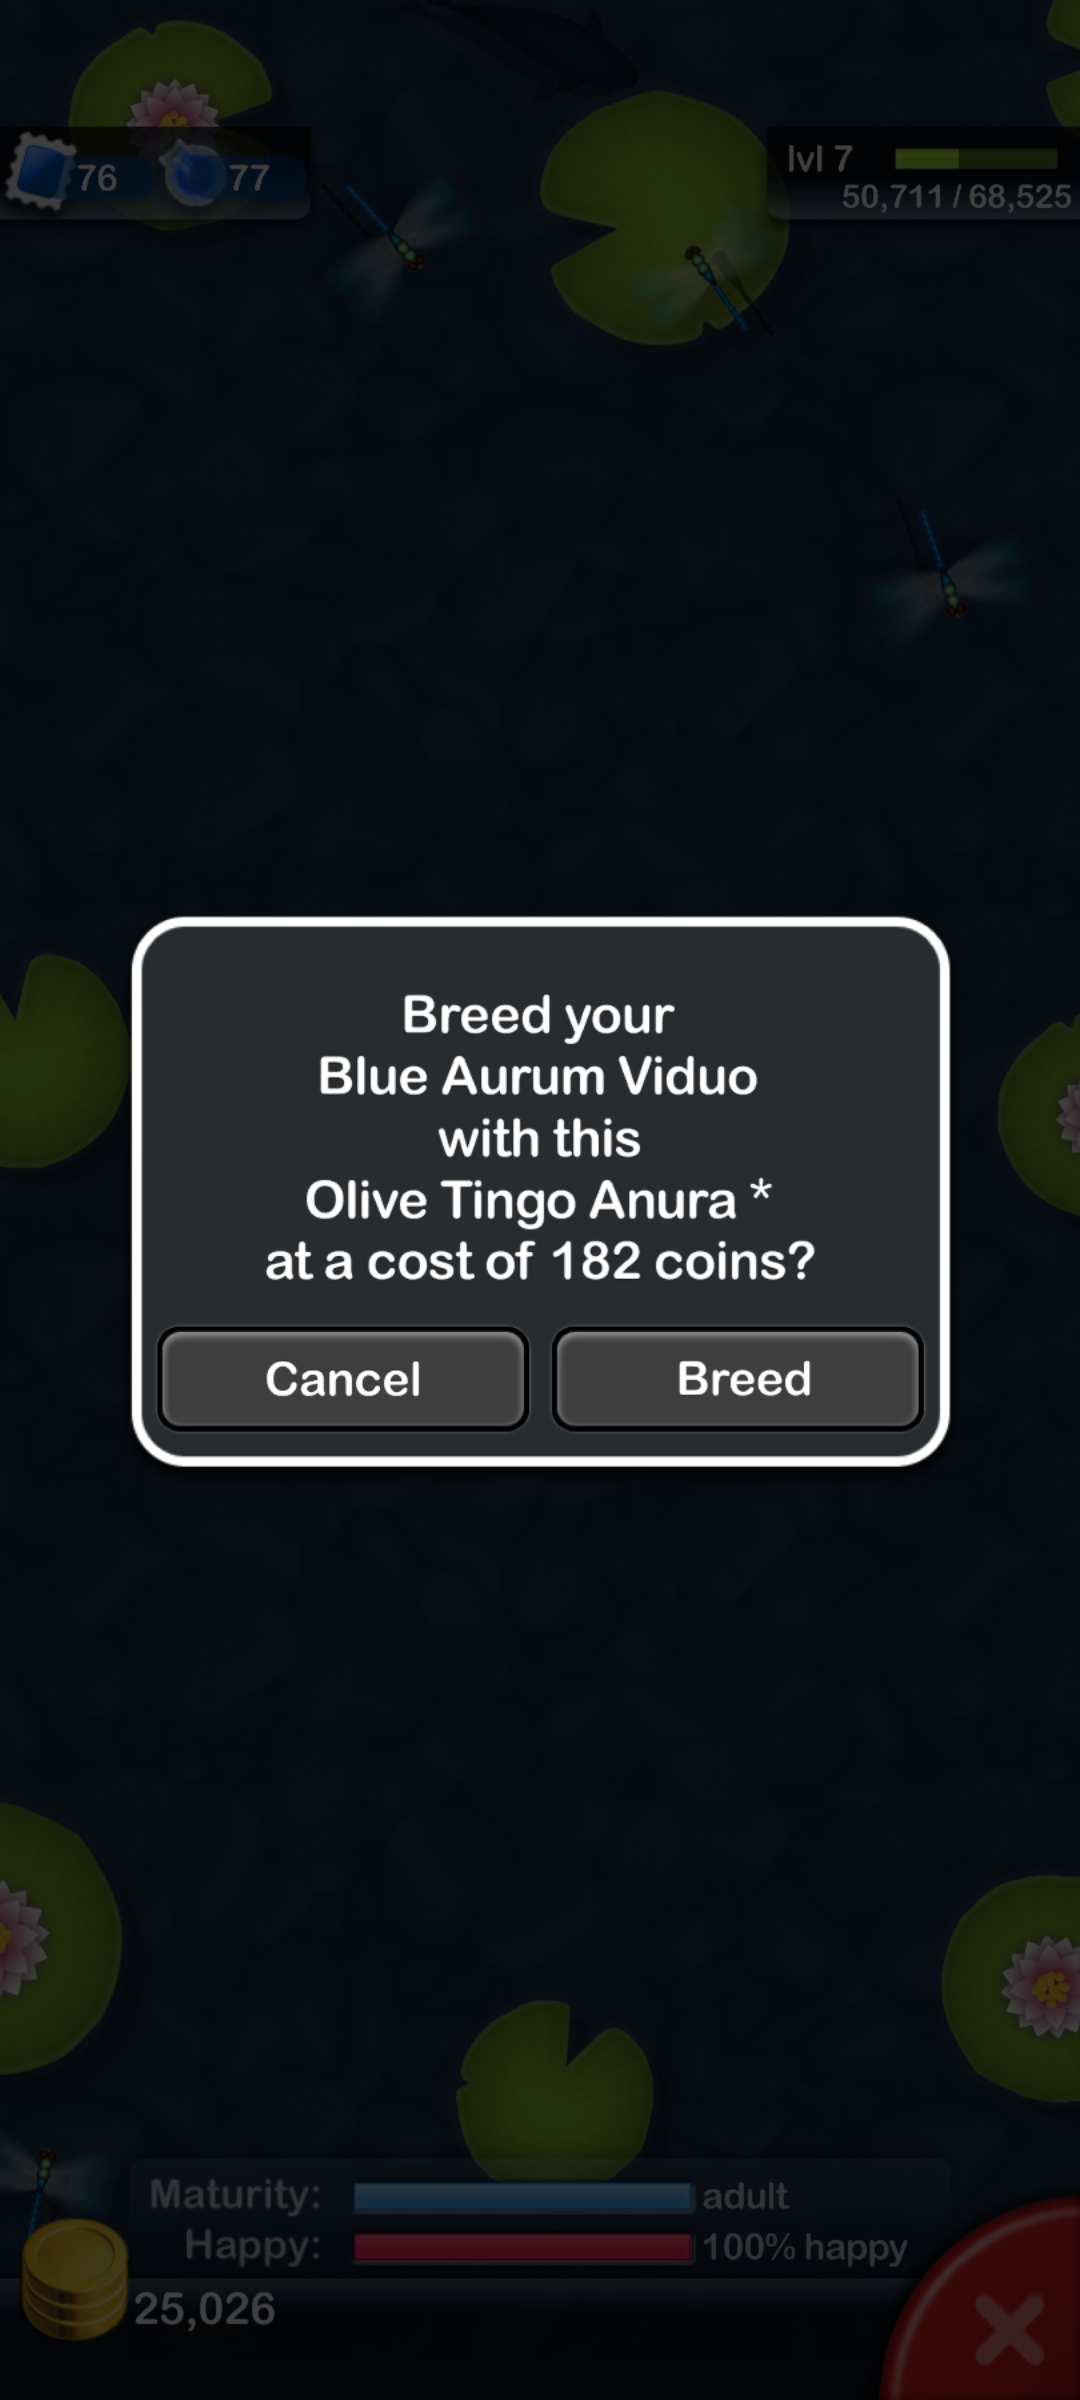 76 77
lvl 7
50,711 / 68,525
Breed your
Blue Aurum Viduo
with this
Olive Tingo Anura *
at a cost of 182 coins?
Cancel Breed
Maturity: adult
Happy: 100% happy
25,026